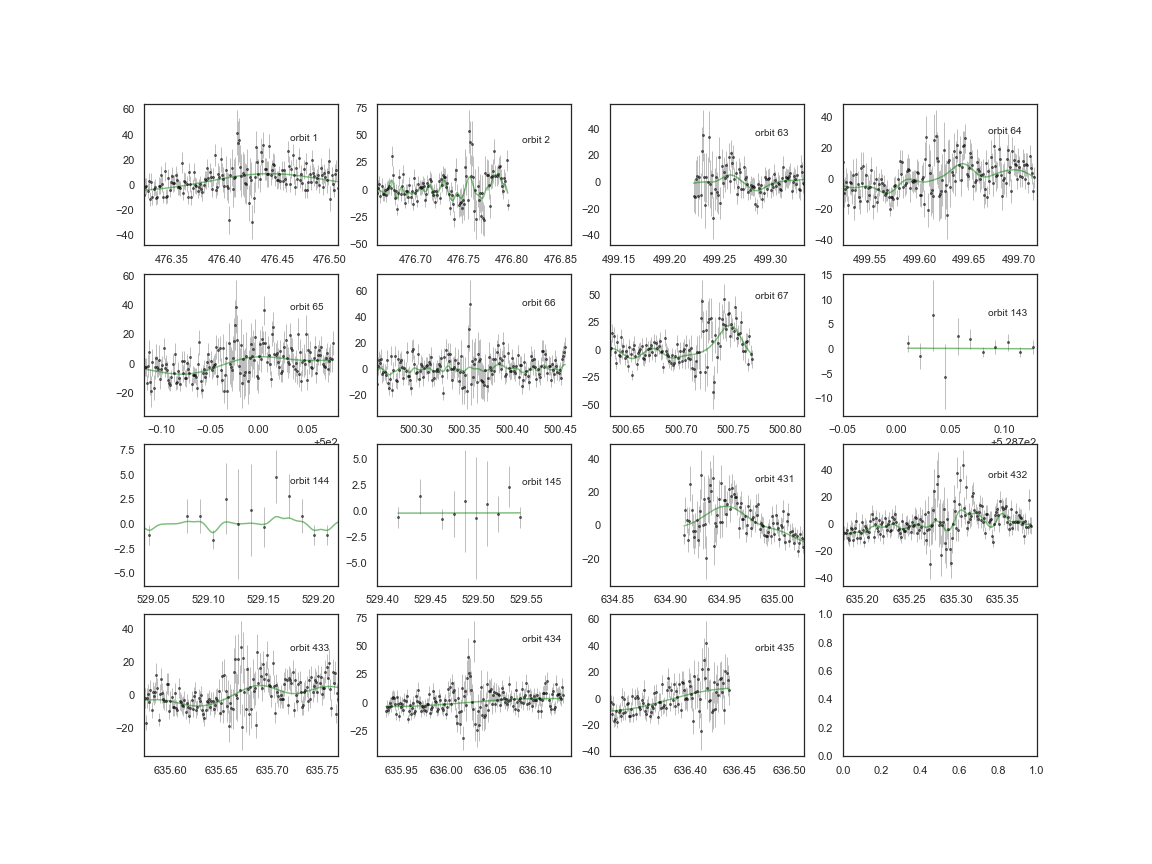 60
40
20
0
−20
−40
orbit 1
476.35 476.40 476.45 476.50
75
50
25
0
−25
−50
orbit 2
476.70 476.75 476.80 476.85
40
20
0
−20
−40
orbit 63
499.15 499.20 499.25 499.30
40
20
0
−20
−40
orbit 64
499.55 499.60 499.65 499.70
60
40
20
0
−20
orbit 65
−0.10 −0.05 0.00 0.05
+5e2
60
40
20
0
−20
orbit 66
500.30 500.35 500.40 500.45
50
25
0
−25
−50
orbit 67
500.65 500.70 500.75 500.80
15
10
5
0
−5
−10
orbit 143
−0.05 0.00 0.05 0.10
+5.287e2
7.5
5.0
2.5
0.0
−2.5
−5.0
orbit 144
529.05 529.10 529.15 529.20
5.0
2.5
0.0
−2.5
−5.0
orbit 145
529.40 529.45 529.50 529.55
40
20
0
−20
orbit 431
634.85 634.90 634.95 635.00
40
20
0
−20
−40
orbit 432
635.20 635.25 635.30 635.35
40
20
0
−20
orbit 433
635.60 635.65 635.70 635.75
75
50
25
0
−25
orbit 434
635.95 636.00 636.05 636.10
60
40
20
0
−20
−40
orbit 435
636.35 636.40 636.45 636.50
1.0
0.8
0.6
0.4
0.2
0.0
0.0 0.2 0.4 0.6 0.8 1.0